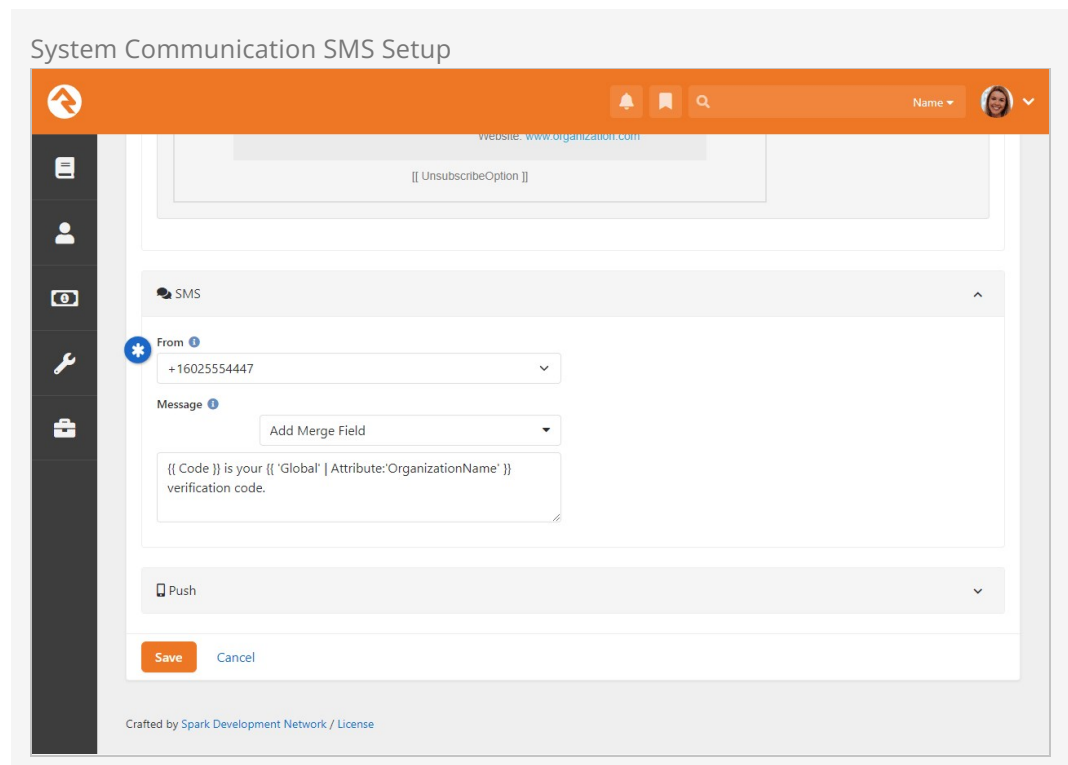 System Communication SMS Setup
Name
Website: www.organization.com
[[ UnsubscribeOption ]]
SMS
From
+16025554447
Message
Add Merge Field
{{ Code }} is your {{ 'Global' | Attribute:'OrganizationName' }}
verification code.
Push
Save Cancel
Crafted by Spark Development Network / License